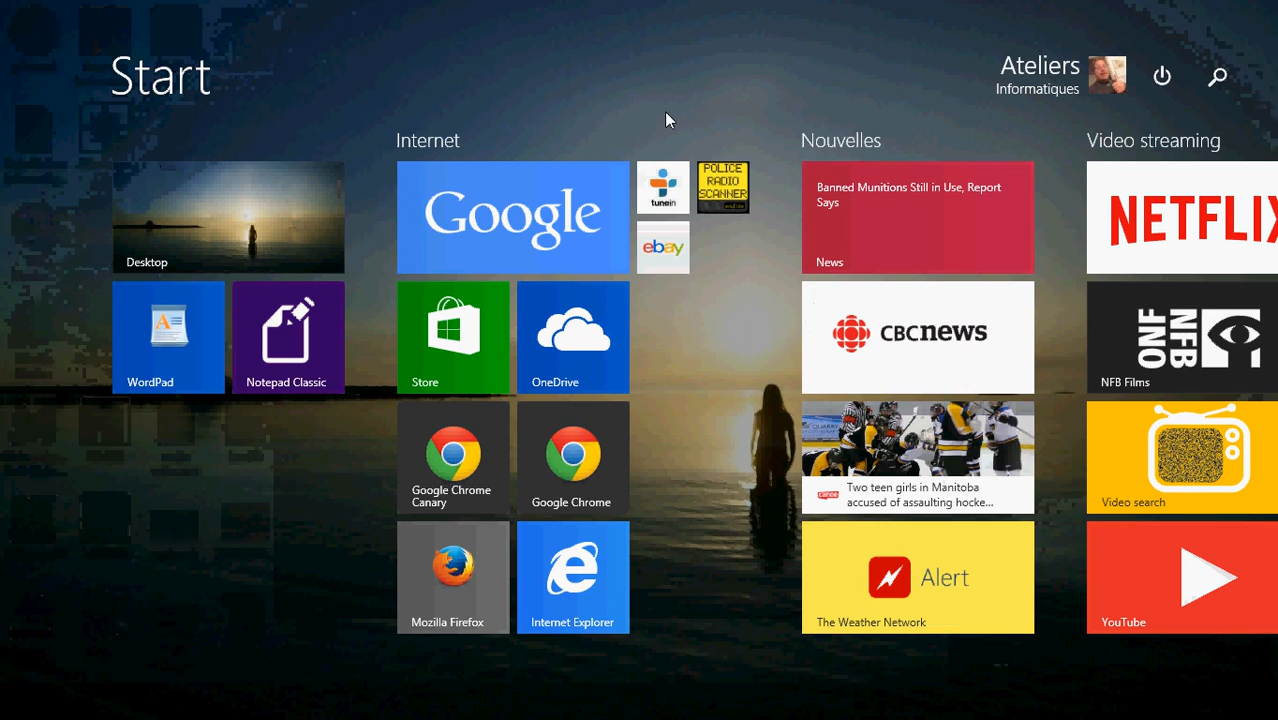 Start
Ateliers
Informatiques
Internet
Nouvelles
Video streaming
Desktop
WordPad
Notepad Classic
Google
tunein
POLICE
RADIO
SCANNER
ebay
Store
OneDrive
Google Chrome
Canary
Google Chrome
Mozilla Firefox
Internet Explorer
Banned Munitions Still in Use, Report
Says
News
CBCnews
canoe
Two teen girls in Manitoba
accused of assaulting hocke...
Alert
The Weather Network
NETFLIX
ONF
NFB
NFB Films
Video search
YouTube